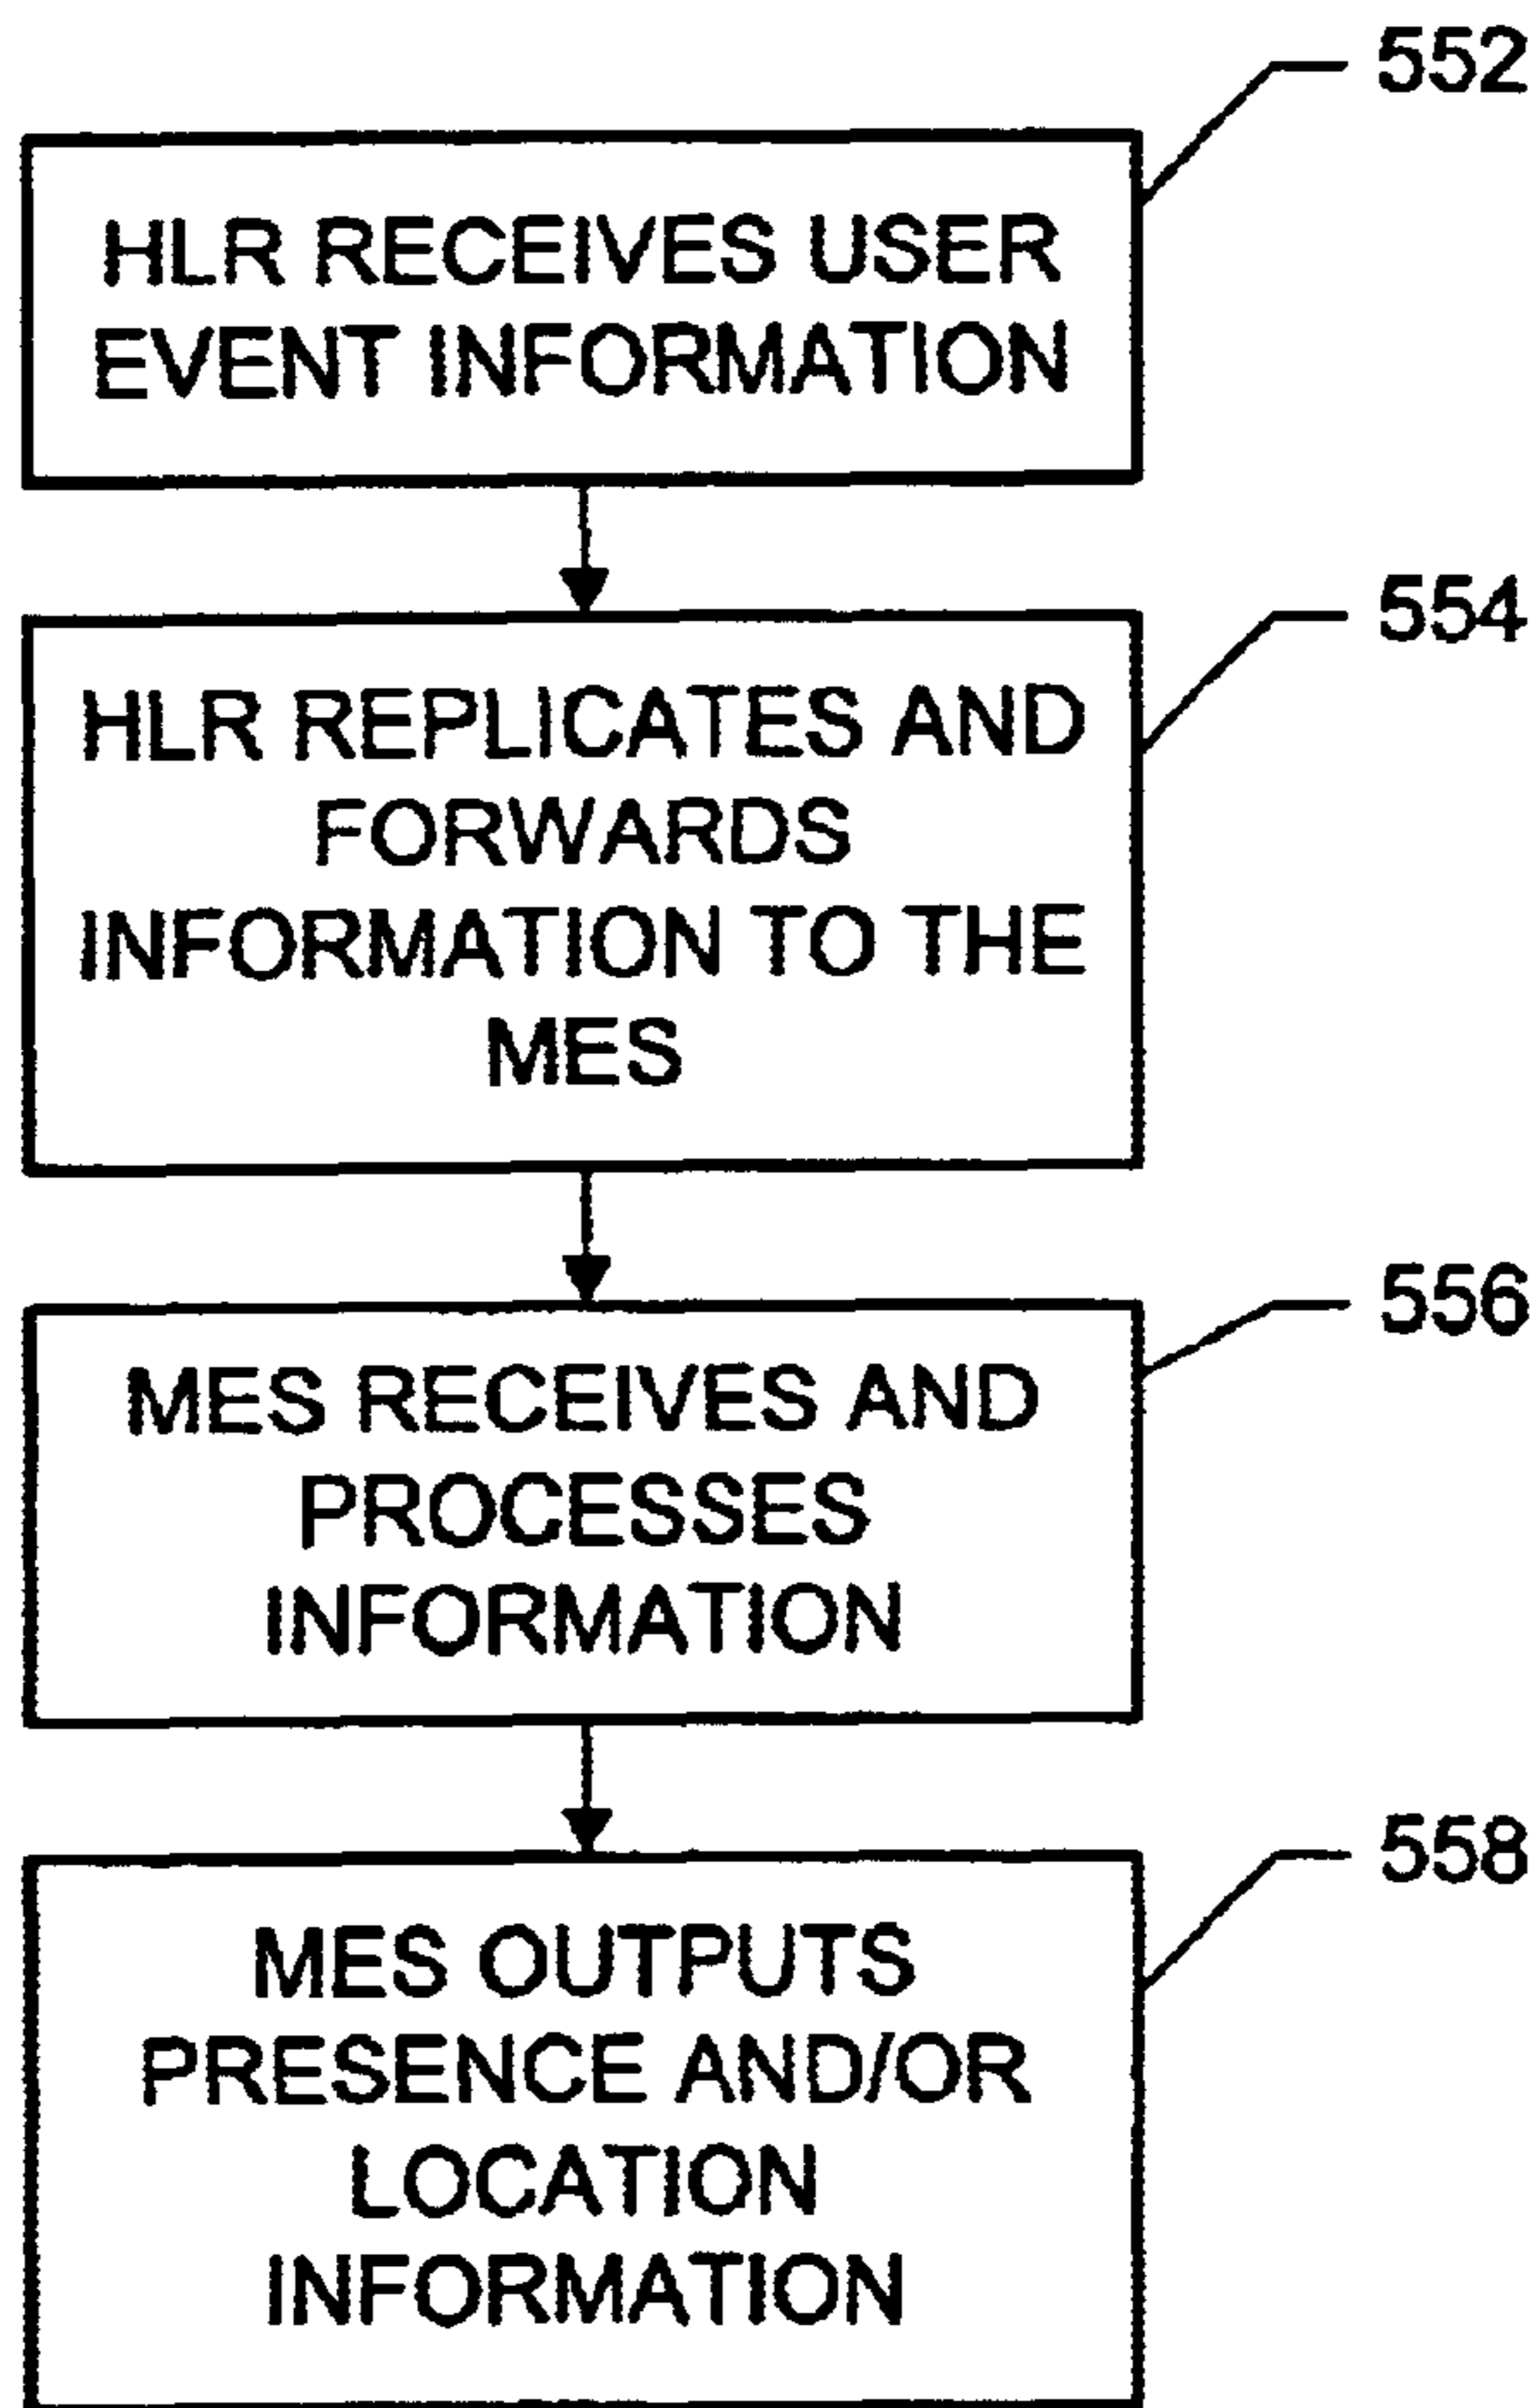 552
HLR RECEIVES USER
EVENT INFORMATION
554
HLR REPLICATES AND
FORWARDS
INFORMATION TO THE
MES
556
MES RECEIVES AND
PROCESSES
INFORMATION
558
MES OUTPUTS
PRESENCE AND/OR
LOCATION
INFORMATION